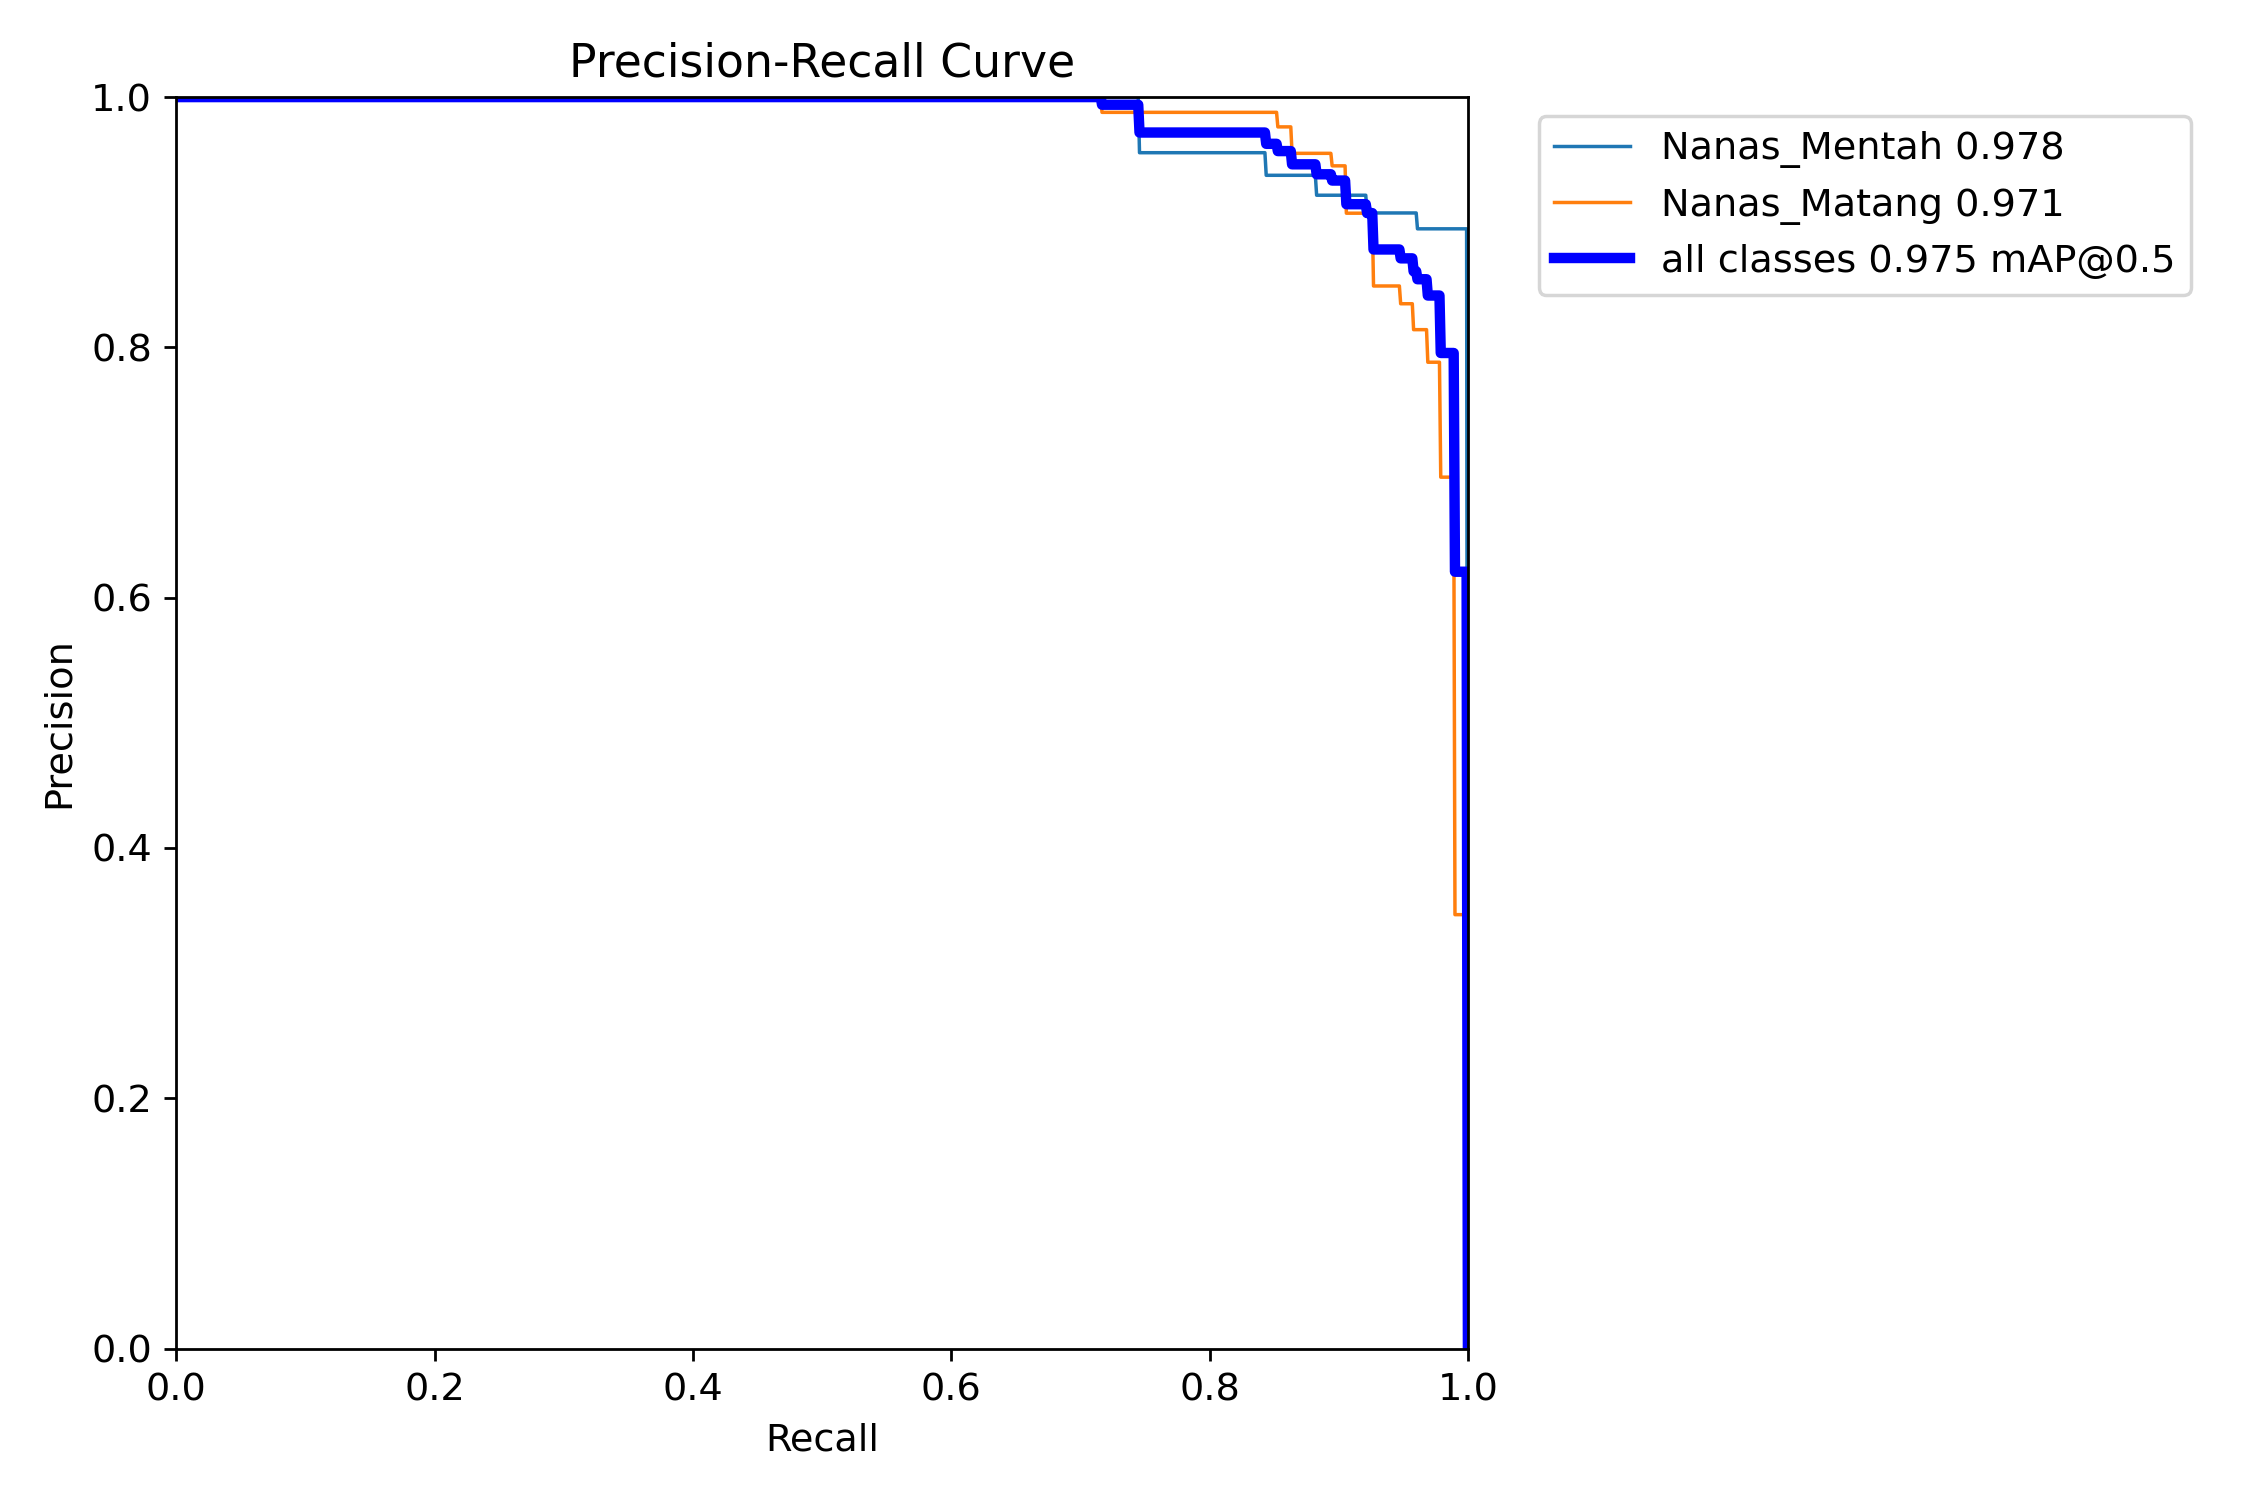 Precision-Recall Curve
1.0
0.8
0.6
0.4
0.2
0.0
Precision
0.0 0.2 0.4 0.6 0.8 1.0
Recall
Nanas_Mentah 0.978
Nanas_Matang 0.971
all classes 0.975 mAP@0.5